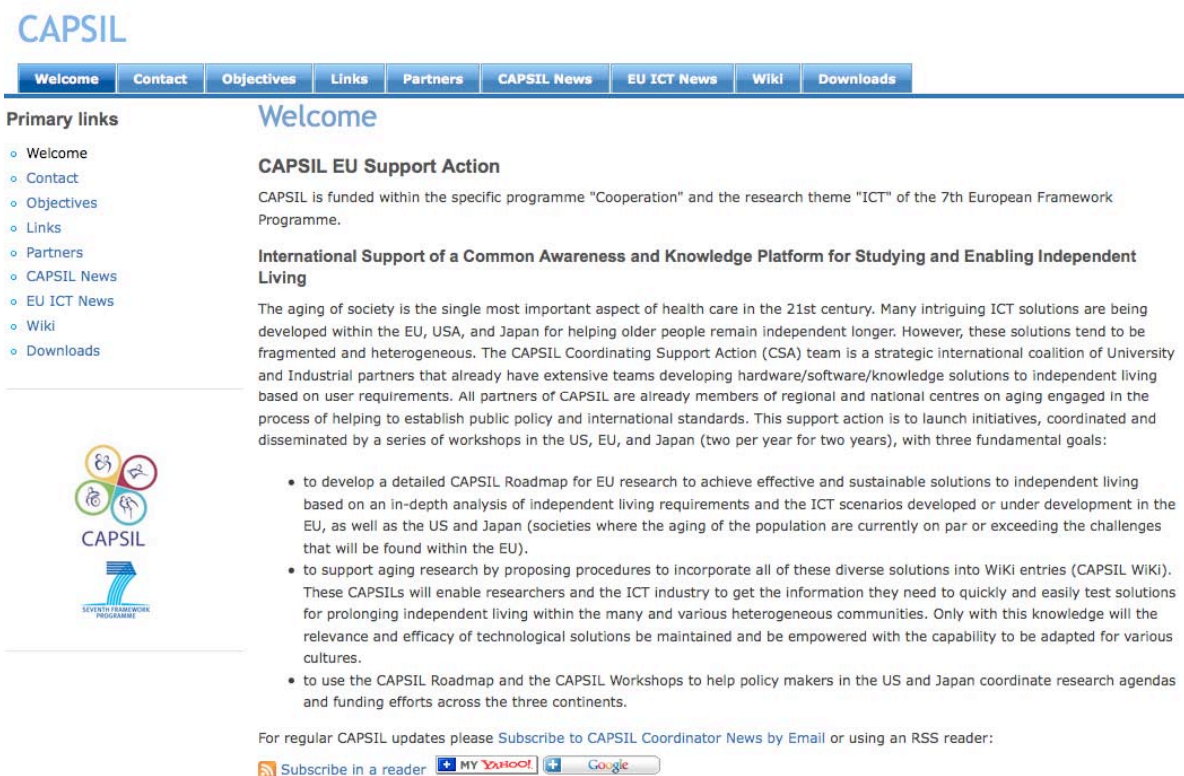 CAPSIL
Welcome
Contact
Objectives
Links
Partners
CAPSIL News
EU ICT News
Wiki
Downloads
Primary links
Welcome
Contact
Objectives
Links
Partners
CAPSIL News
EU ICT News
Wiki
Downloads
CAPSIL
SEVENTH FRAMEWORK
PROGRAMME
Welcome
CAPSIL EU Support Action
CAPSIL is funded within the specific programme "Cooperation" and the research theme "ICT" of the 7th European Framework
Programme.
International Support of a Common Awareness and Knowledge Platform for Studying and Enabling Independent
Living
The aging of society is the single most important aspect of health care in the 21st century. Many intriguing ICT solutions are being
developed within the EU, USA, and Japan for helping older people remain independent longer. However, these solutions tend to be
fragmented and heterogeneous. The CAPSIL Coordinating Support Action (CSA) team is a strategic international coalition of University
and Industrial partners that already have extensive teams developing hardware/software/knowledge solutions to independent living
based on user requirements. All partners of CAPSIL are already members of regional and national centres on aging engaged in the
process of helping to establish public policy and international standards. This support action is to launch initiatives, coordinated and
disseminated by a series of workshops in the US, EU, and Japan (two per year for two years), with three fundamental goals:
• to develop a detailed CAPSIL Roadmap for EU research to achieve effective and sustainable solutions to independent living
based on an in-depth analysis of independent living requirements and the ICT scenarios developed or under development in the
EU, as well as the US and Japan (societies where the aging of the population are currently on par or exceeding the challenges
that will be found within the EU).
• to support aging research by proposing procedures to incorporate all of these diverse solutions into WiKi entries (CAPSIL WiKi).
These CAPSILs will enable researchers and the ICT industry to get the information they need to quickly and easily test solutions
for prolonging independent living within the many and various heterogeneous communities. Only with this knowledge will the
relevance and efficacy of technological solutions be maintained and be empowered with the capability to be adapted for various
cultures.
• to use the CAPSIL Roadmap and the CAPSIL Workshops to help policy makers in the US and Japan coordinate research agendas
and funding efforts across the three continents.
For regular CAPSIL updates please Subscribe to CAPSIL Coordinator News by Email or using an RSS reader:
Subscribe in a reader + MY YAHOO! + Google